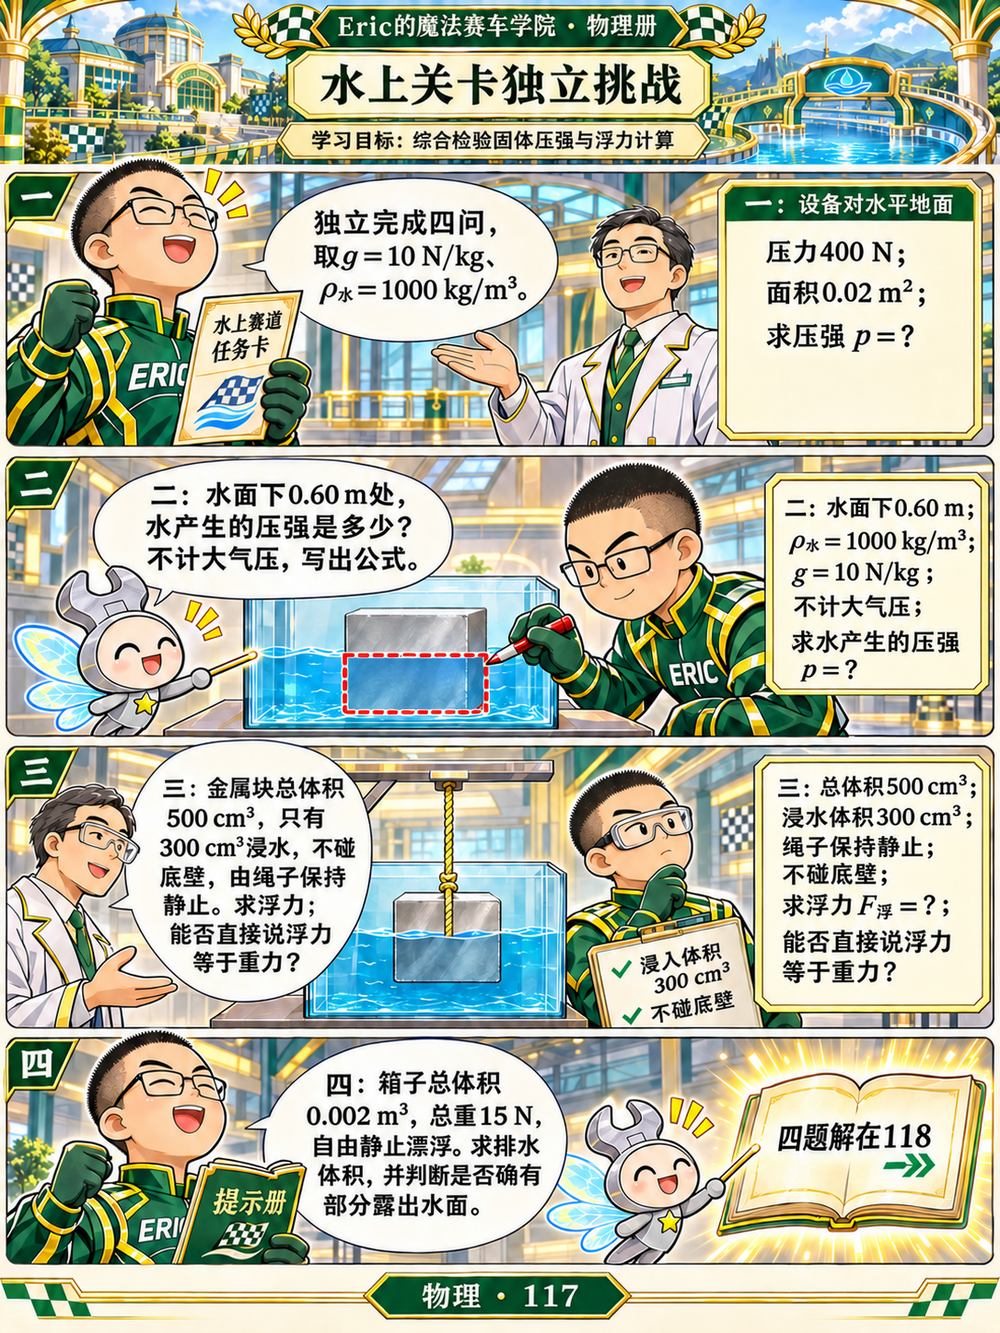 Eric的魔法赛车学院 · 物理册
水上关卡独立挑战
学习目标：综合检验固体压强与浮力计算
一
独立完成四问，
取g＝10 N/kg、
ρ水＝1000 kg/m³。
水上赛道
任务卡
ERIC
一：设备对水平地面
压力400 N；
面积0.02 m²；
求压强 p＝？
二
二：水面下0.60 m处，
水产生的压强是多少？
不计大气压，写出公式。
ERIC
二：水面下0.60 m；
ρ水＝1000 kg/m³；
g＝10 N/kg；
不计大气压；
求水产生的压强
p＝？
三
三：金属块总体积
500 cm³，只有
300 cm³浸水，不碰
底壁，由绳子保持
静止。求浮力；
能否直接说浮力
等于重力？
✓ 浸入体积
300 cm³
✓ 不碰底壁
三：总体积500 cm³；
浸水体积300 cm³；
绳子保持静止；
不碰底壁；
求浮力F浮＝？；
能否直接说浮力
等于重力？
四
四：箱子总体积
0.002 m³，总重15 N，
自由静止漂浮。求排水
体积，并判断是否确有
部分露出水面。
ERIC
提示册
四题解在118
物理 · 117